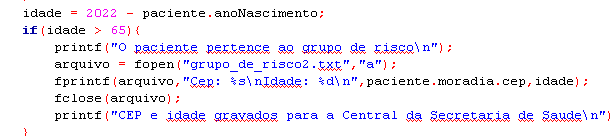 idade = 2022 - paciente.anoNascimento;
if(idade > 65){
printf("O paciente pertence ao grupo de risco\n");
arquivo = fopen("grupo_de_risco2.txt","a");
fprintf(arquivo,"Cep: %s\nIdade: %d\n",paciente.moradia.cep,idade);
fclose(arquivo);
printf("CEP e idade gravados para a Central da Secretaria de Saude\n")